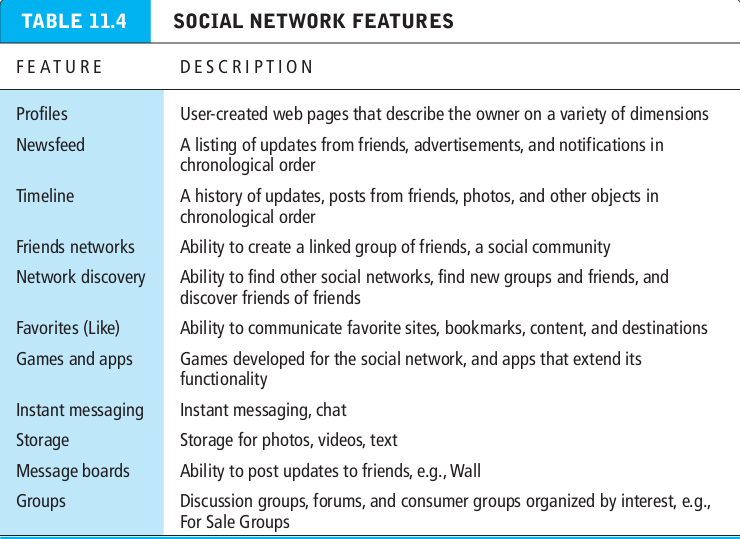 TABLE 11.4 SOCIAL NETWORK FEATURES
FEATURE DESCRIPTION
Profiles User-created web pages that describe the owner on a variety of dimensions
Newsfeed A listing of updates from friends, advertisements, and notifications in
chronological order
Timeline A history of updates, posts from friends, photos, and other objects in
chronological order
Friends networks Ability to create a linked group of friends, a social community
Network discovery Ability to find other social networks, find new groups and friends, and
discover friends of friends
Favorites (Like) Ability to communicate favorite sites, bookmarks, content, and destinations
Games and apps Games developed for the social network, and apps that extend its
functionality
Instant messaging Instant messaging, chat
Storage Storage for photos, videos, text
Message boards Ability to post updates to friends, e.g., Wall
Groups Discussion groups, forums, and consumer groups organized by interest, e.g.,
For Sale Groups